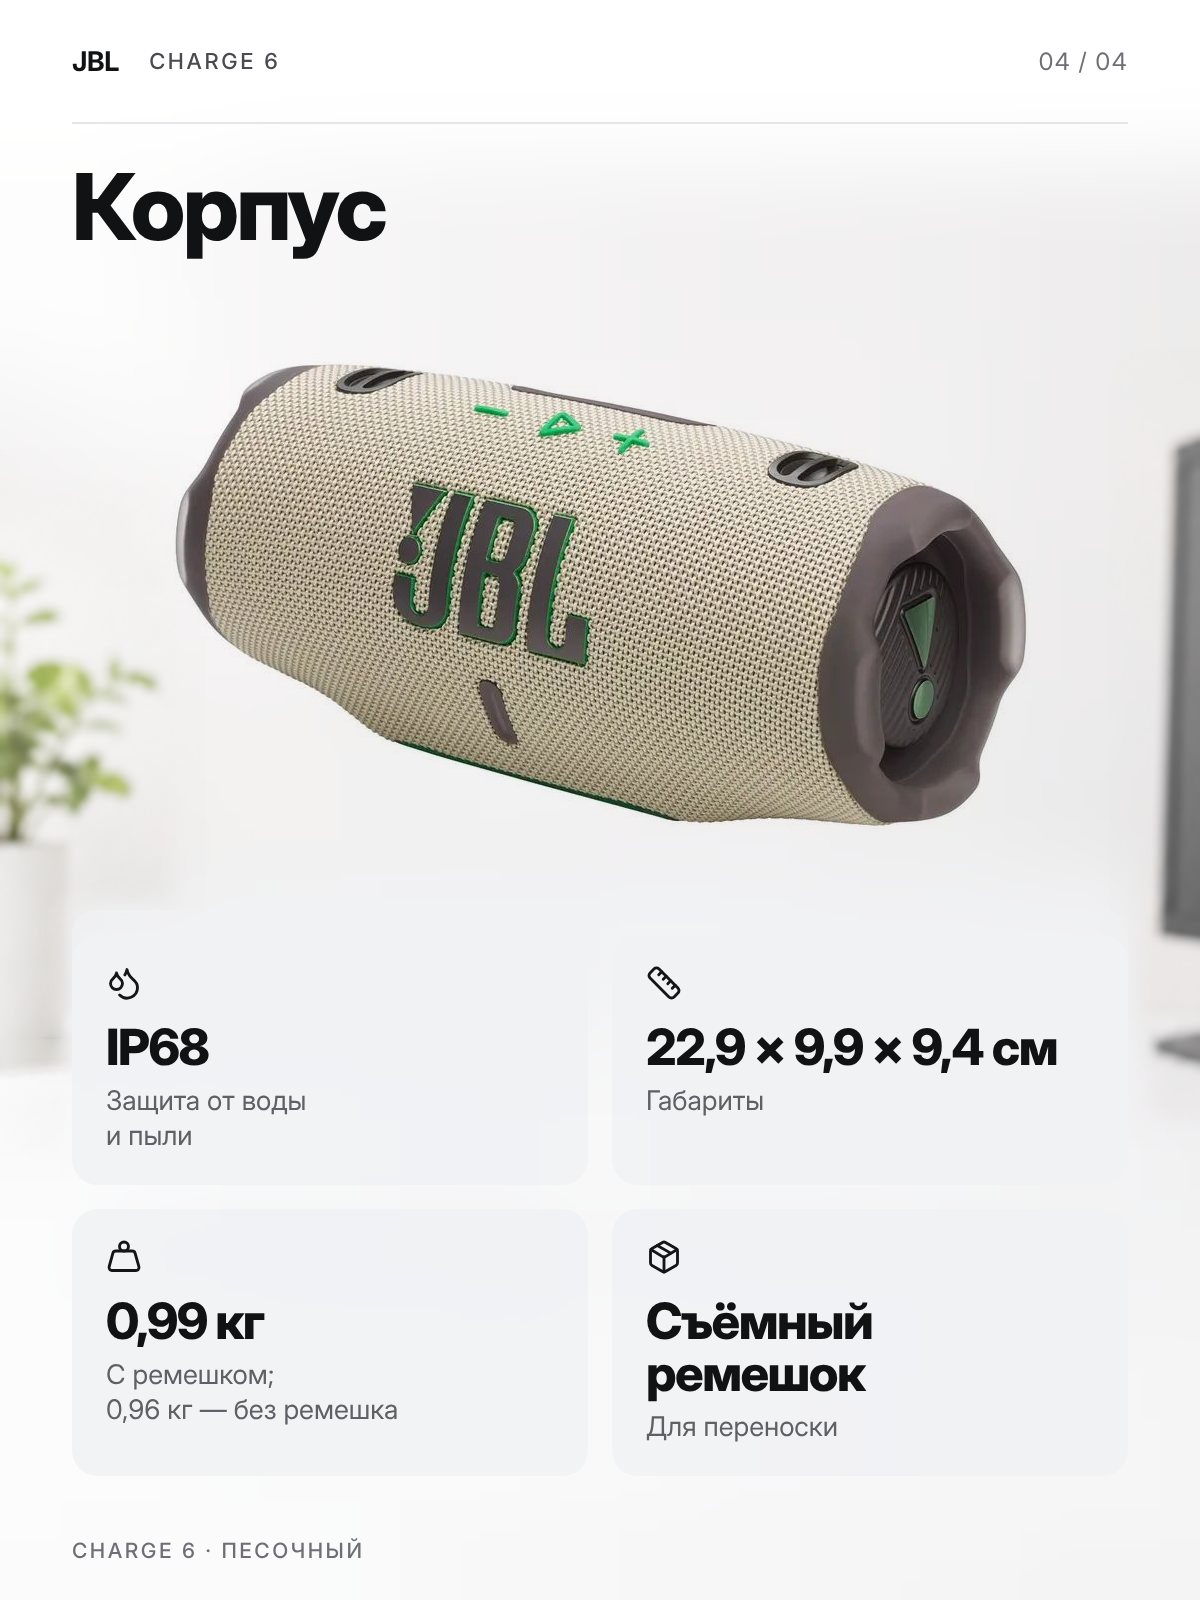 JBL CHARGE 6 04 / 04
Корпус
JBL
IP68
Защита от воды
и пыли
22,9 × 9,9 × 9,4 см
Габариты
0,99 кг
С ремешком;
0,96 кг — без ремешка
Съёмный
ремешок
Для переноски
CHARGE 6 · ПЕСОЧНЫЙ